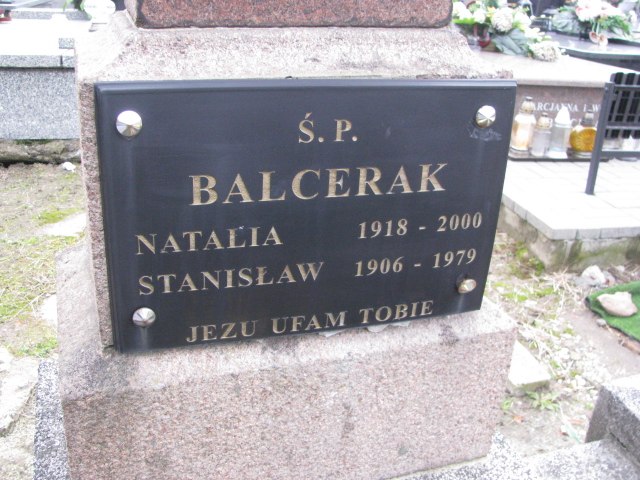 Ś. P.
BALCERAK
NATALIA 1918 - 2000
STANISŁAW 1906 - 1979
JEZU UFAM TOBIE